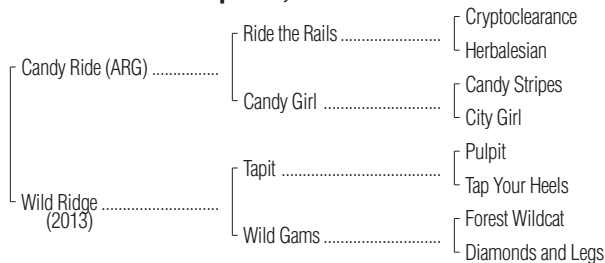 Cryptoclearance
Ride the Rails ....................
Herbalesian
Candy Ride (ARG) ................
Candy Stripes
Candy Girl .............................
City Girl
Pulpit
Tapit .......................................
Tap Your Heels
Wild Ridge .............................
(2013)
Forest Wildcat
Wild Gams .............................
Diamonds and Legs